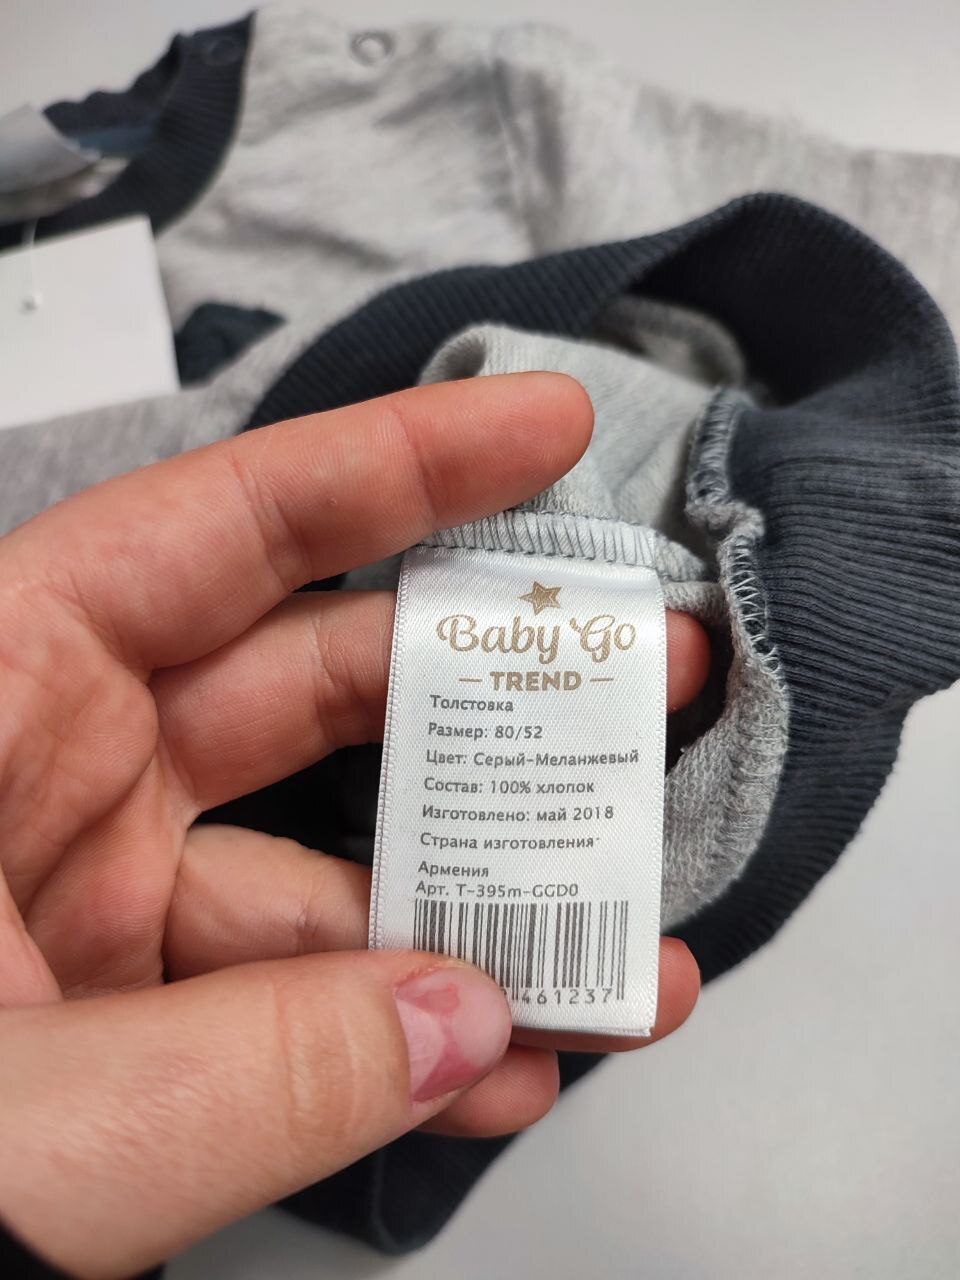 Baby Go
— TREND —
Толстовка
Размер: 80/52
Цвет: Серый-Меланжевый
Состав: 100% хлопок
Изготовлено: май 2018
Страна изготовления
Армения
Арт. Т-395m-GGD0
461237